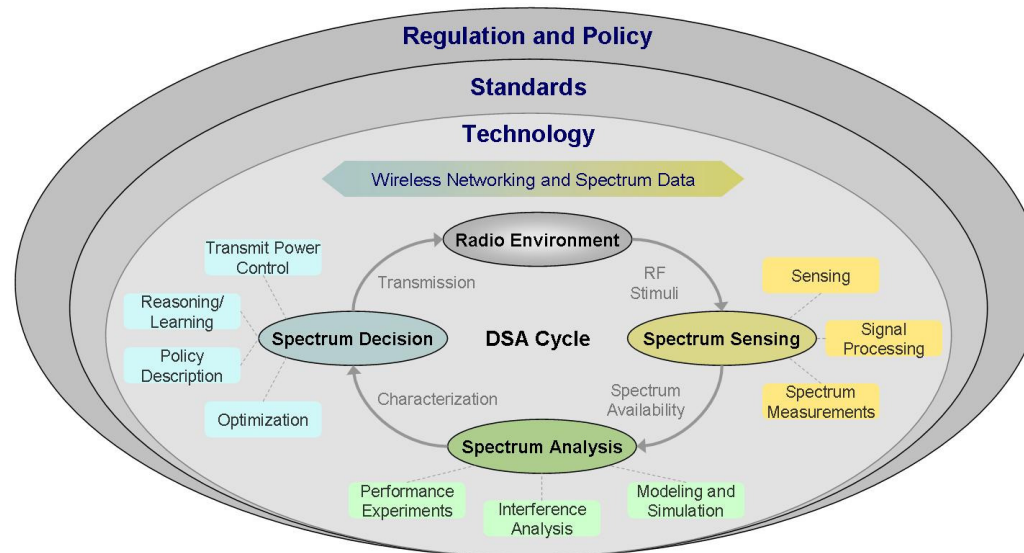 Regulation and Policy
Standards
Technology
Wireless Networking and Spectrum Data
Radio Environment
Transmit Power
Control
Transmission
RF
Stimuli
Sensing
Reasoning/
Learning
Spectrum Decision
DSA Cycle
Spectrum Sensing
Signal
Processing
Policy
Description
Optimization
Characterization
Spectrum
Availability
Spectrum
Measurements
Spectrum Analysis
Performance
Experiments
Interference
Analysis
Modeling and
Simulation